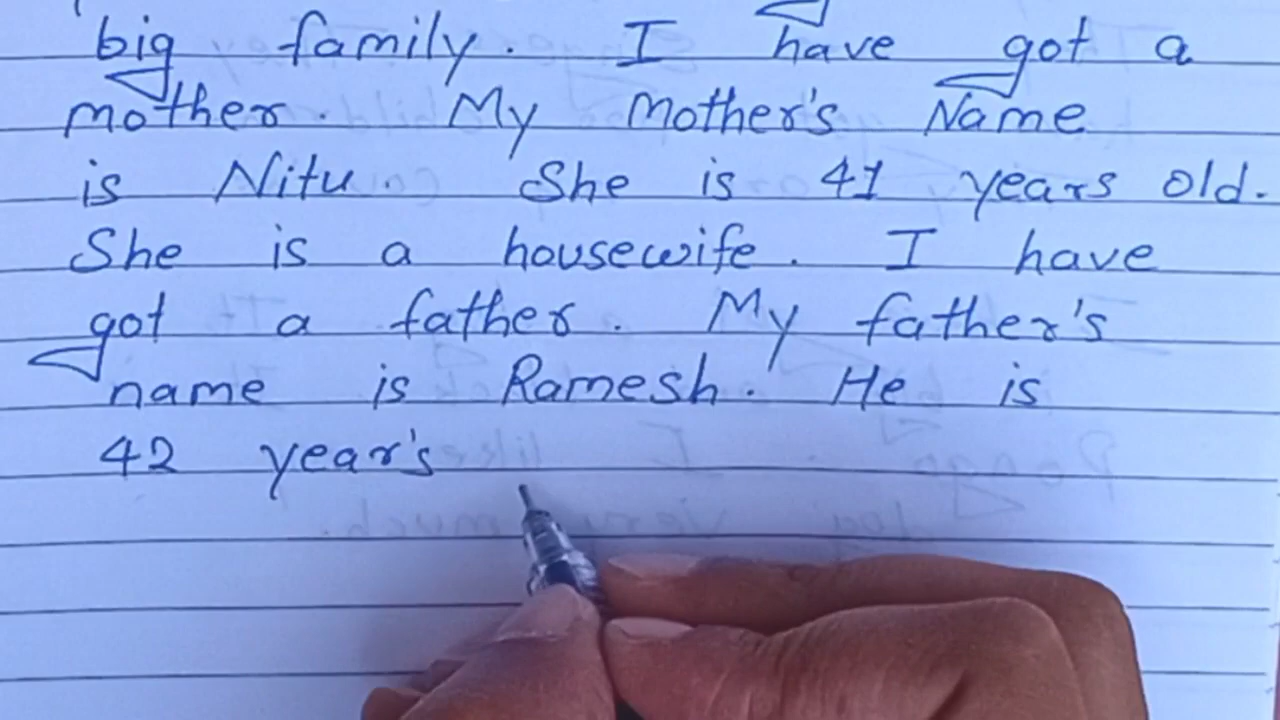 big family. I have got a
mother. My Mother's Name
is Nitu. She is 41 years old.
She is a housewife. I have
got a father. My father's
name is Ramesh. He is
42 year's